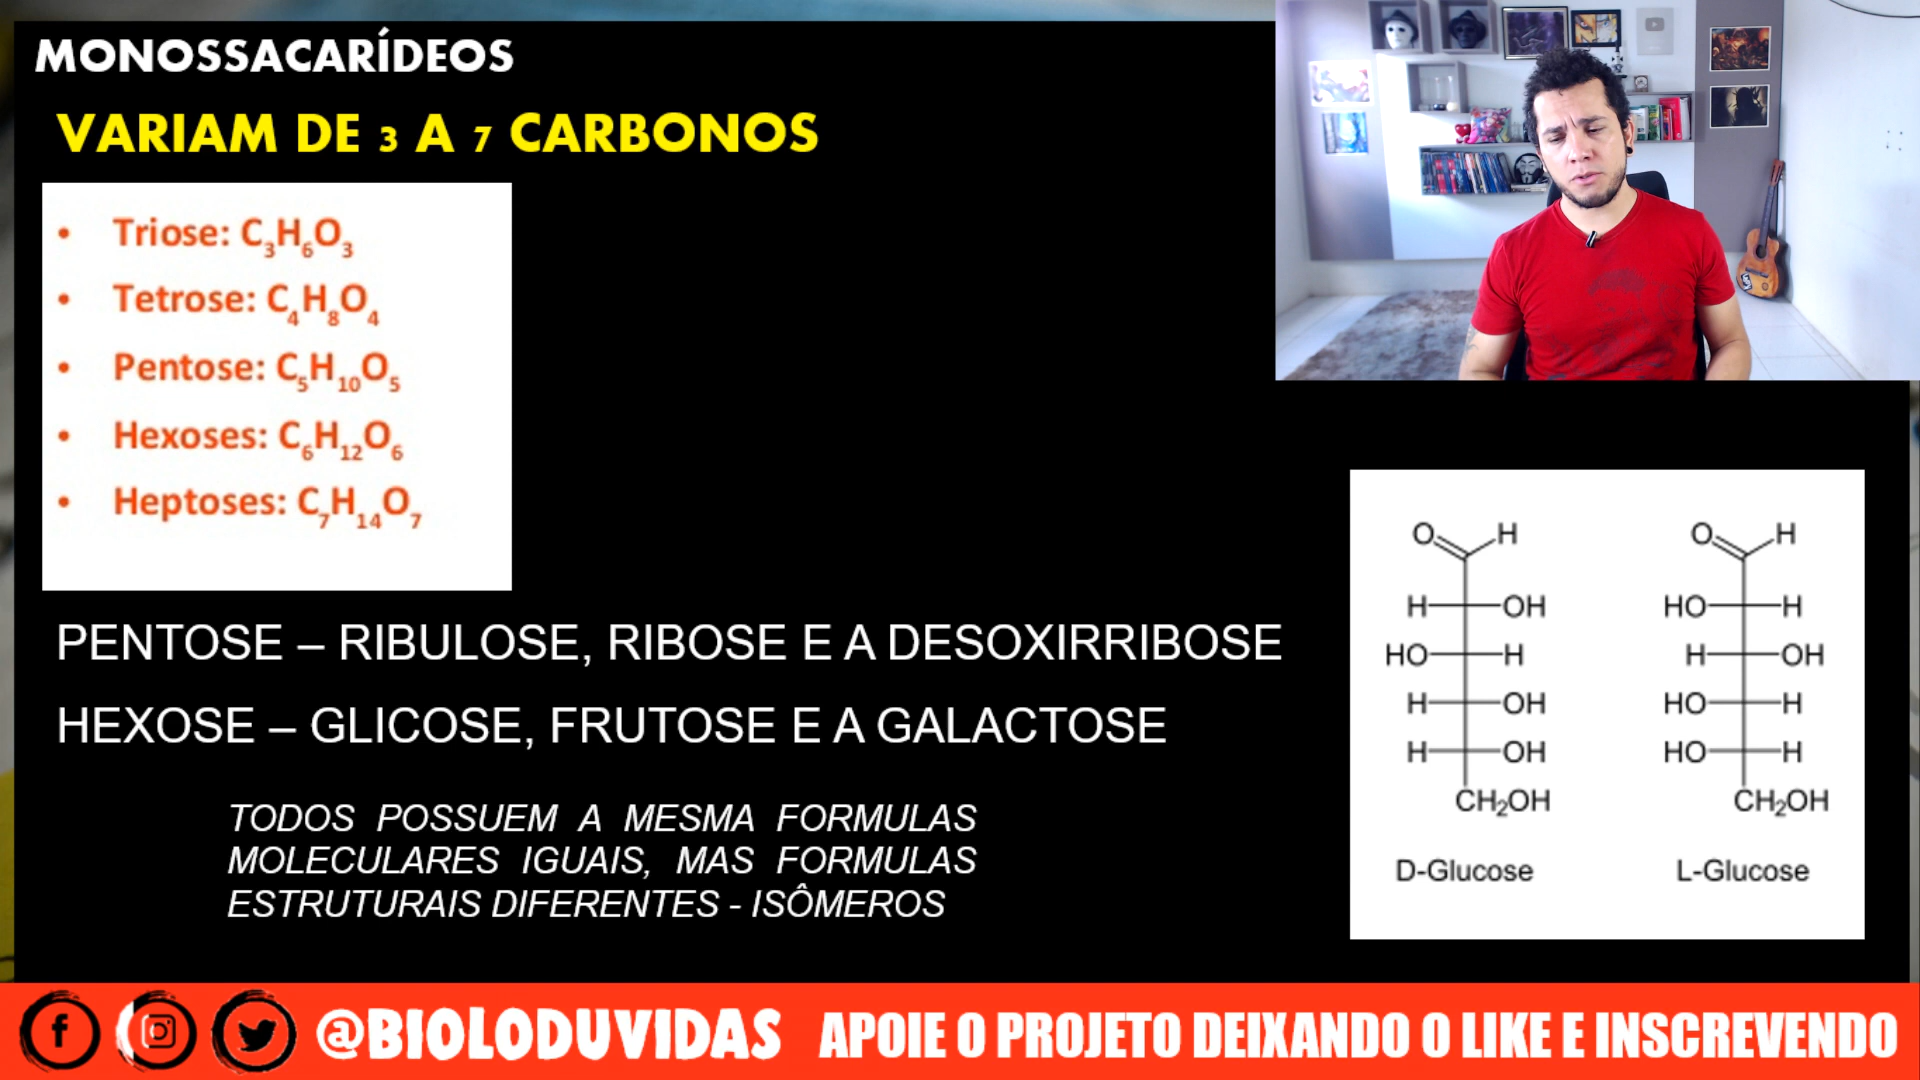 MONOSSACARÍDEOS
VARIAM DE 3 A 7 CARBONOS
• Triose: C₃H₆O₃
• Tetrose: C₄H₈O₄
• Pentose: C₅H₁₀O₅
• Hexoses: C₆H₁₂O₆
• Heptoses: C₇H₁₄O₇
PENTOSE – RIBULOSE, RIBOSE E A DESOXIRRIBOSE
HEXOSE – GLICOSE, FRUTOSE E A GALACTOSE
TODOS POSSUEM A MESMA FORMULAS
MOLECULARES IGUAIS, MAS FORMULAS
ESTRUTURAIS DIFERENTES - ISÔMEROS
O H
H OH
HO H
H OH
H OH
CH₂OH
D-Glucose
O H
HO H
H OH
HO H
HO H
CH₂OH
L-Glucose
@BIOLODUVIDAS APOIE O PROJETO DEIXANDO O LIKE E INSCREVENDO